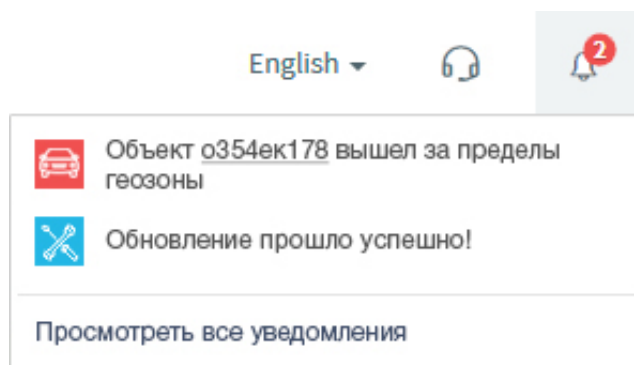 English
2
Объект о354ек178 вышел за пределы
геозоны
Обновление прошло успешно!
Просмотреть все уведомления